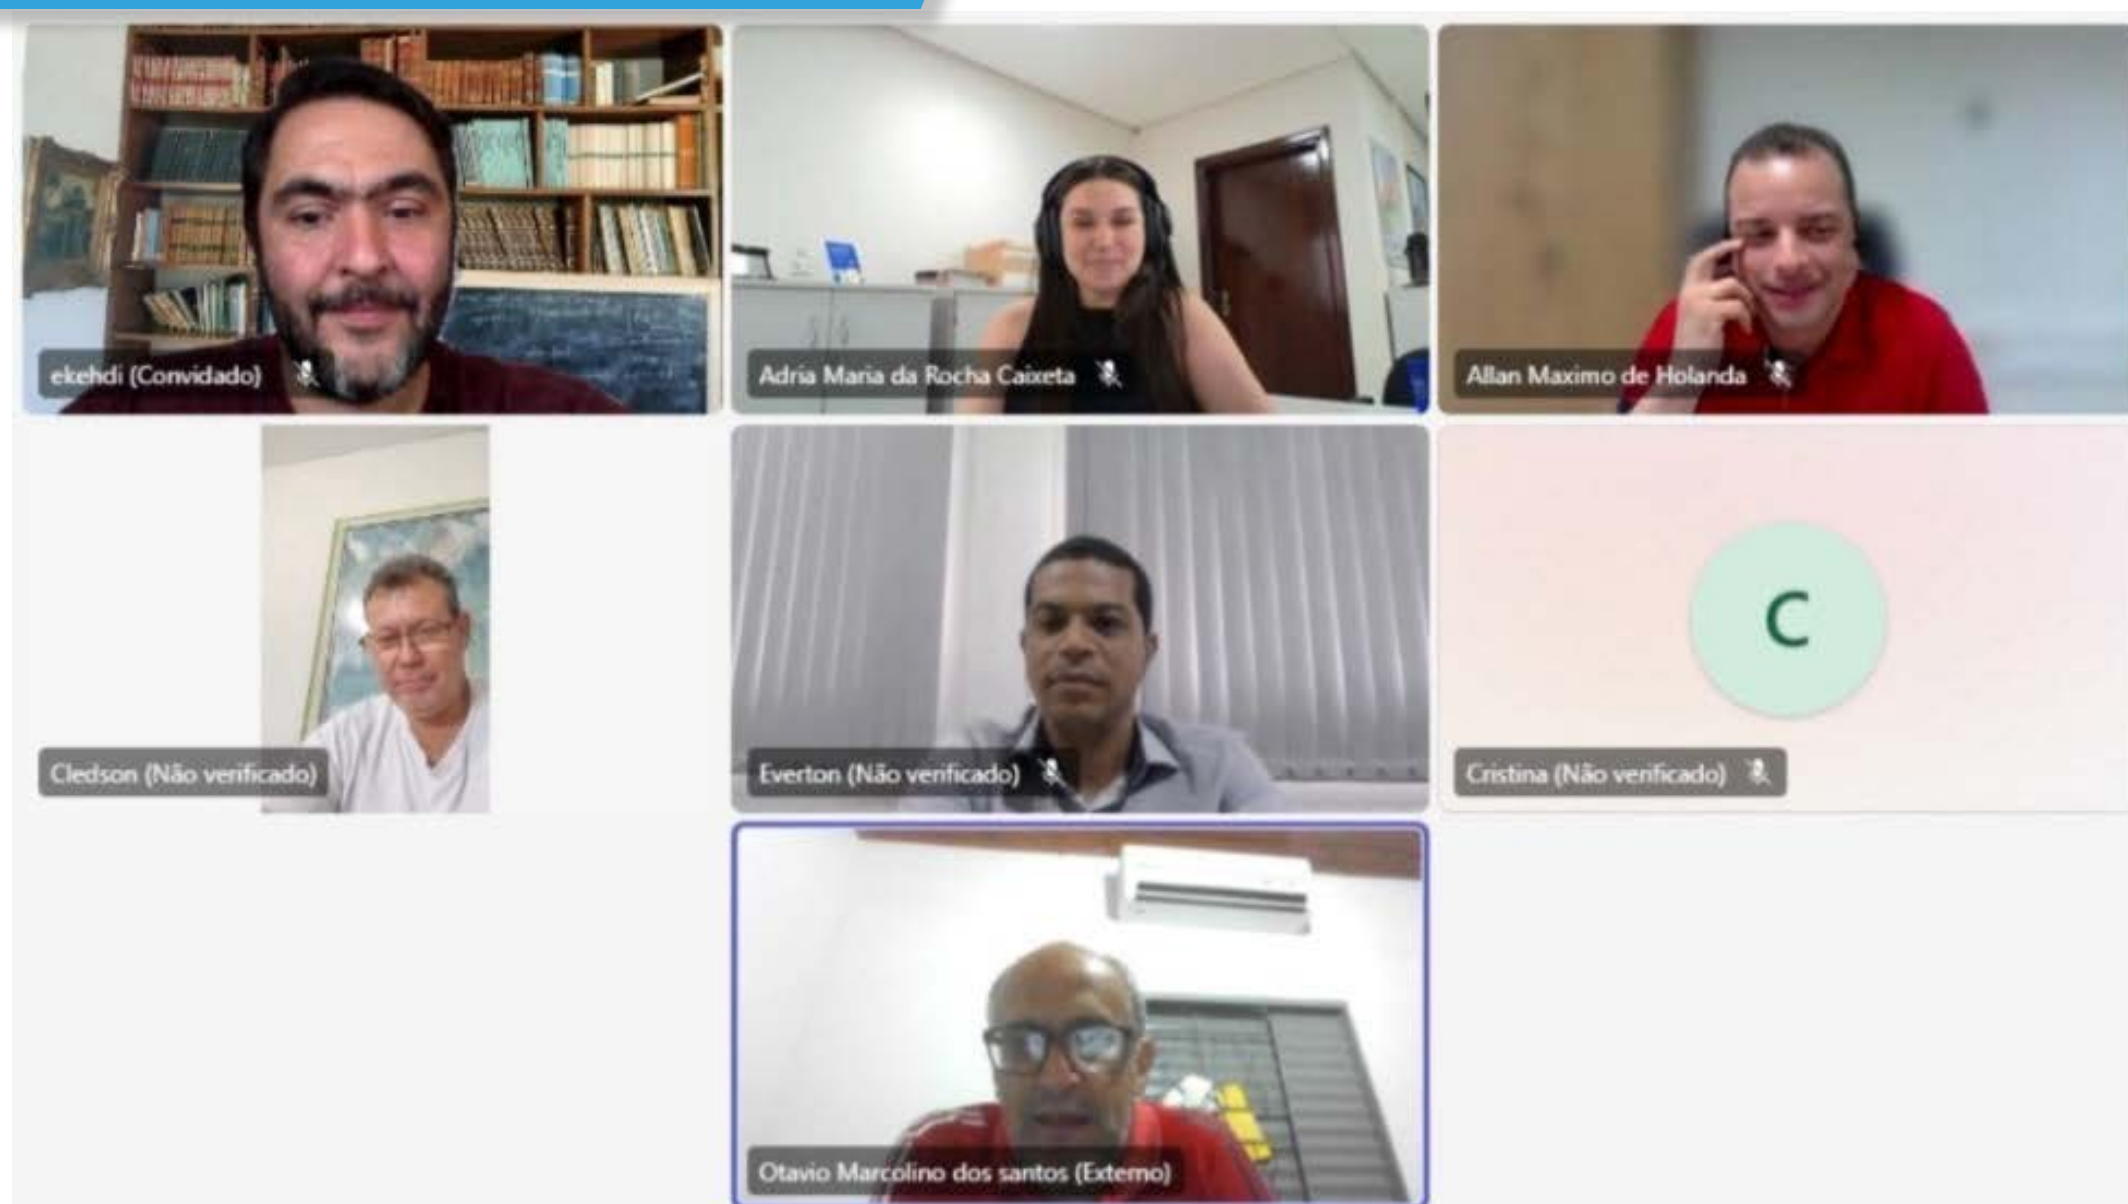 ekehdi (Convidado)
Adria Maria da Rocha Caixeta
Allan Maximo de Holanda
Cledson (Não verificado)
Everton (Não verificado)
C
Cristina (Não verificado)
Otavio Marcolino dos santos (Externo)